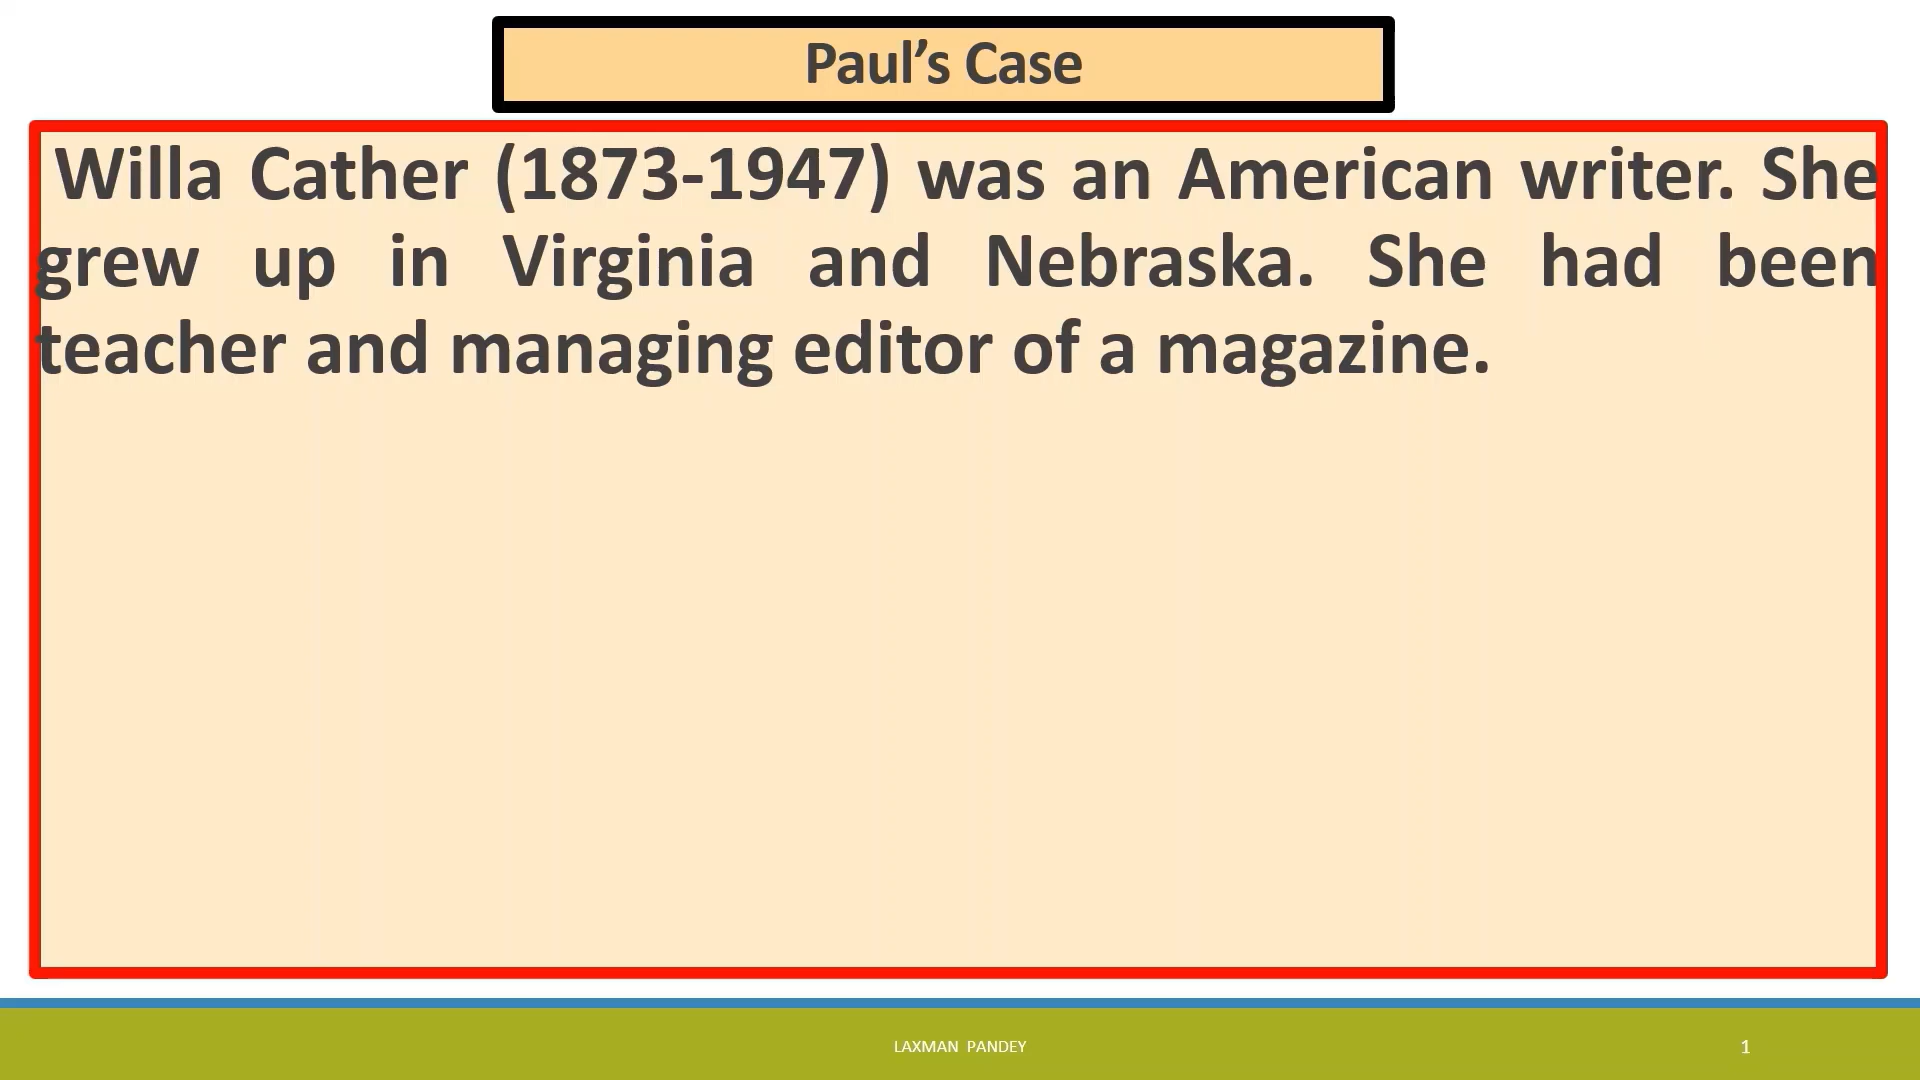 Paul’s Case
Willa Cather (1873-1947) was an American writer. She
grew up in Virginia and Nebraska. She had been
teacher and managing editor of a magazine.
LAXMAN PANDEY
1